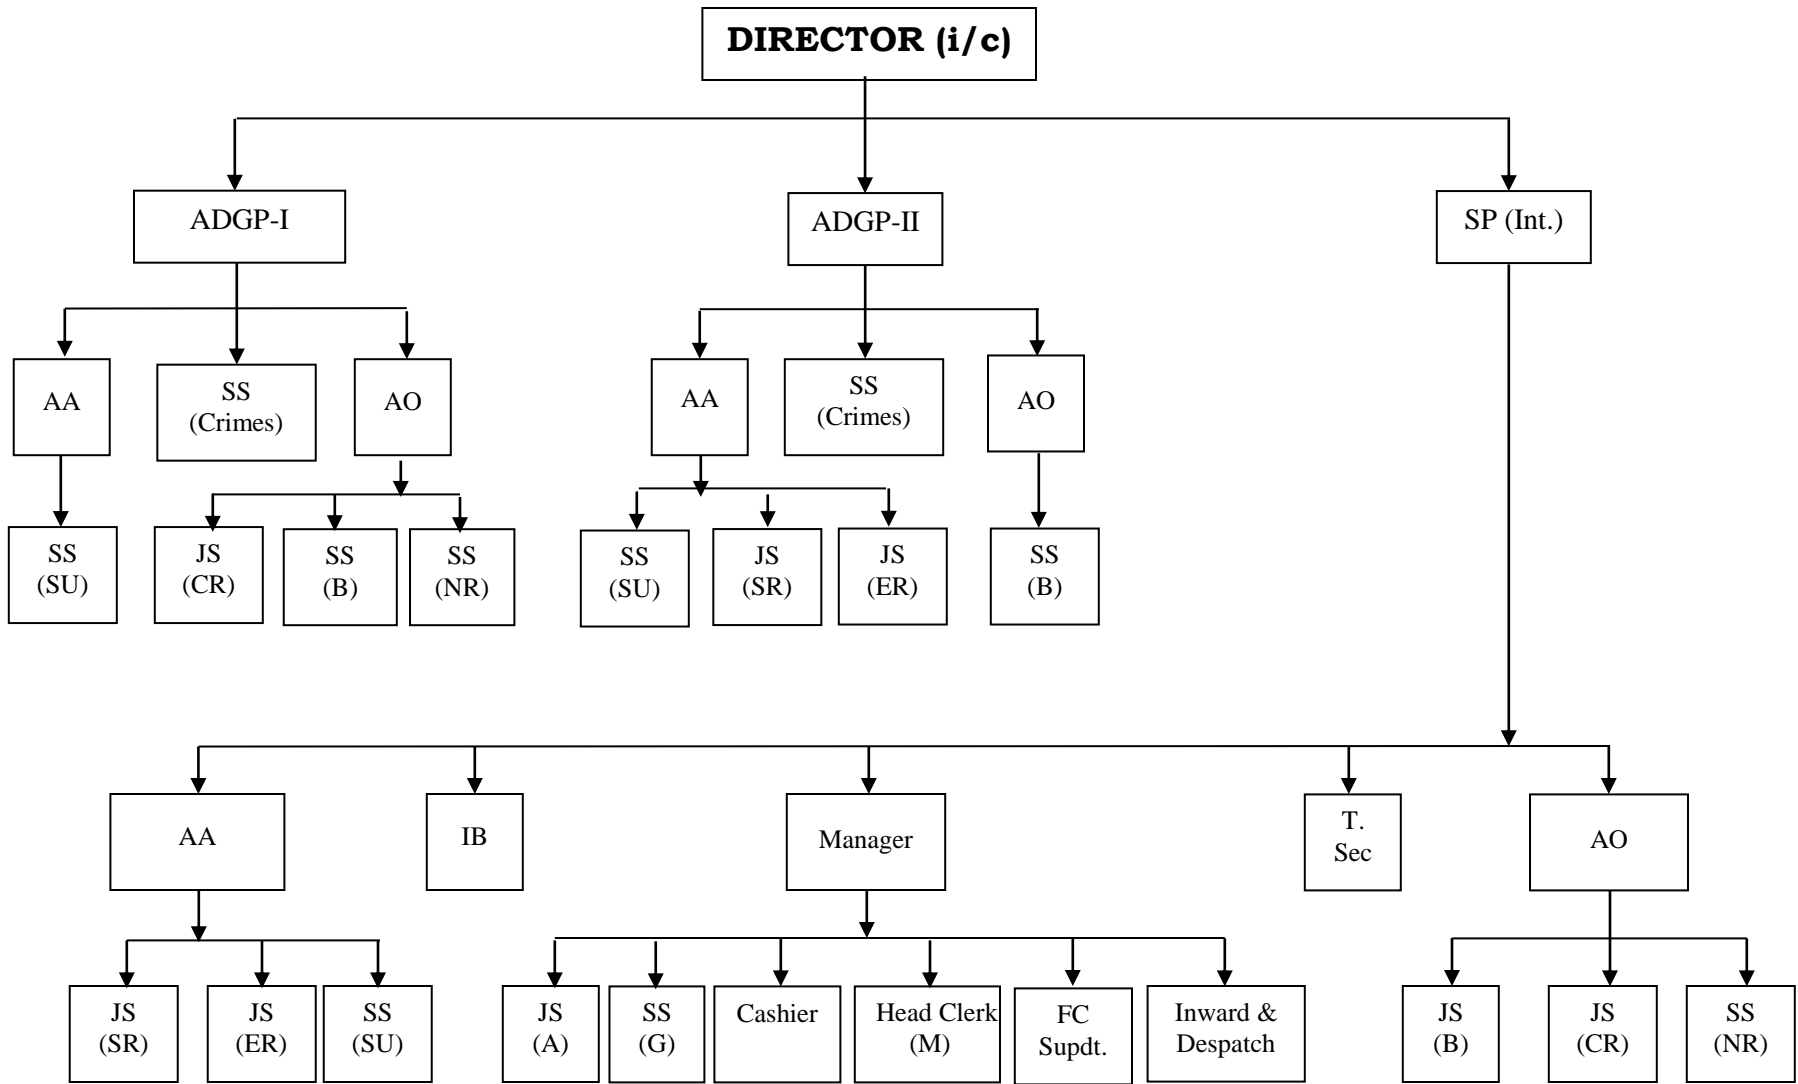 DIRECTOR (i/c)
ADGP-I
ADGP-II
SP (Int.)
AA
SS
(Crimes)
AO
AA
SS
(Crimes)
AO
SS
(SU)
JS
(CR)
SS
(B)
SS
(NR)
SS
(SU)
JS
(SR)
JS
(ER)
SS
(B)
AA
IB
Manager
T.
Sec
AO
JS
(SR)
JS
(ER)
SS
(SU)
JS
(A)
SS
(G)
Cashier
Head Clerk
(M)
FC
Supdt.
Inward &
Despatch
JS
(B)
JS
(CR)
SS
(NR)